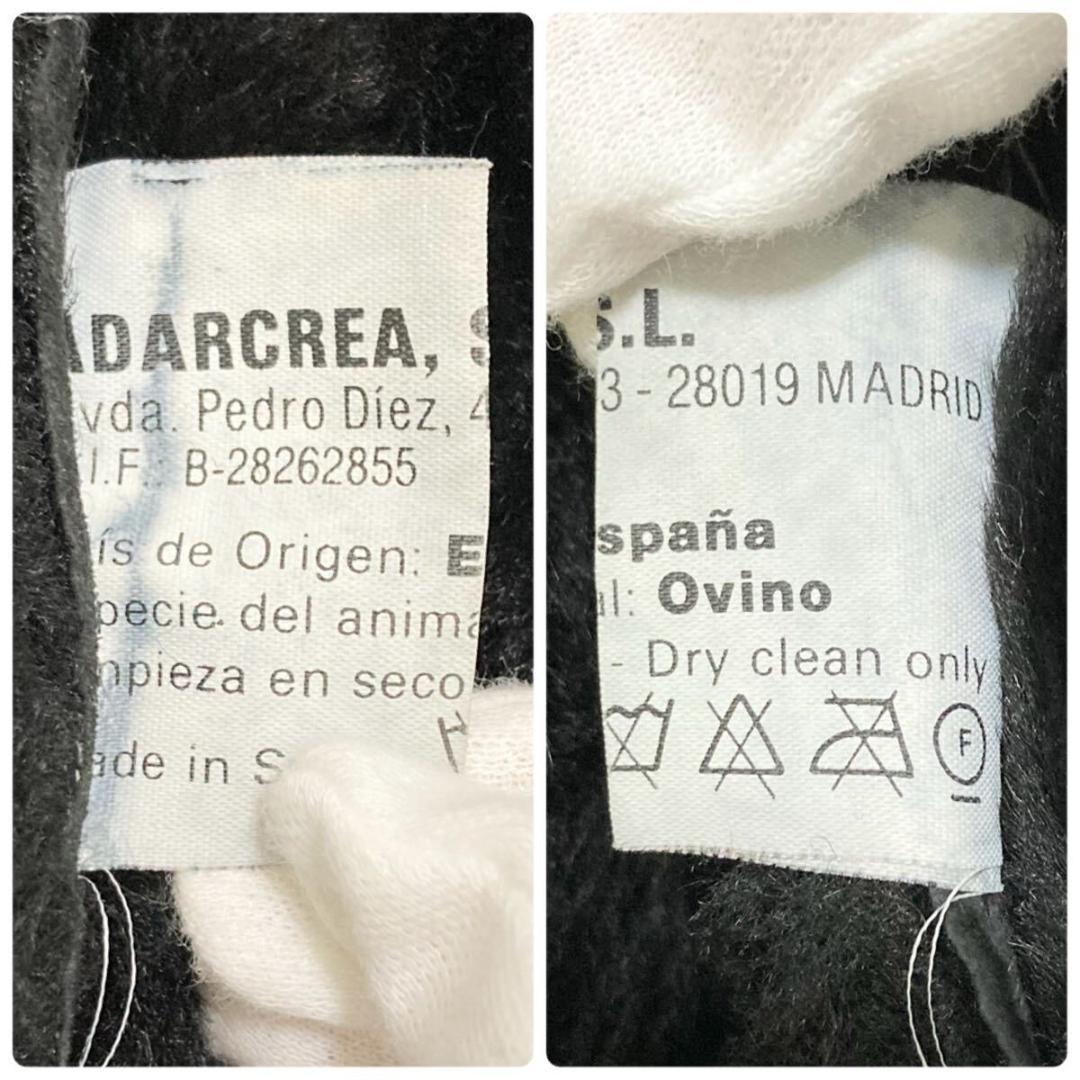 ADARCREA, S
vda. Pedro Díez, 4
.I.F.: B-28262855
ís de Origen: E
pecie del anima
mpieza en seco
ade in S
S.L.
3 - 28019 MADRID
spaña
al: Ovino
- Dry clean only
F